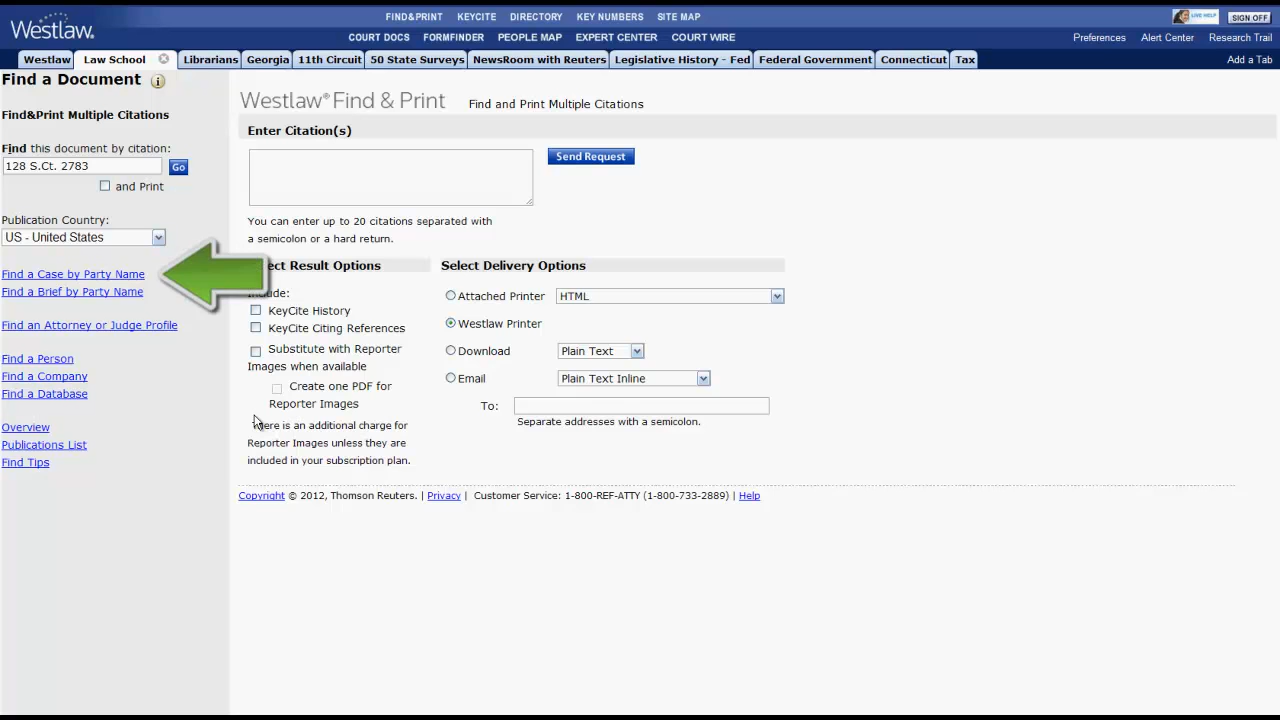 FIND&PRINT KEYCITE DIRECTORY KEY NUMBERS SITE MAP
LIVE HELP
SIGN OFF
Westlaw.
COURT DOCS FORMFINDER PEOPLE MAP EXPERT CENTER COURT WIRE
Preferences Alert Center Research Trail
Westlaw Law School Librarians Georgia 11th Circuit 50 State Surveys NewsRoom with Reuters Legislative History - Fed Federal Government Connecticut Tax
Add a Tab
Find a Document
Find&Print Multiple Citations
Find this document by citation:
128 S.Ct. 2783
Go
and Print
Publication Country:
US - United States
Find a Case by Party Name
Find a Brief by Party Name
Find an Attorney or Judge Profile
Find a Person
Find a Company
Find a Database
Overview
Publications List
Find Tips
Westlaw® Find & Print Find and Print Multiple Citations
Enter Citation(s)
Send Request
You can enter up to 20 citations separated with
a semicolon or a hard return.
Result Options
Include:
KeyCite History
KeyCite Citing References
Substitute with Reporter
Images when available
Create one PDF for
Reporter Images
There is an additional charge for
Reporter Images unless they are
included in your subscription plan.
Select Delivery Options
Attached Printer HTML
Westlaw Printer
Download Plain Text
Email Plain Text Inline
To:
Separate addresses with a semicolon.
Copyright © 2012, Thomson Reuters. | Privacy | Customer Service: 1-800-REF-ATTY (1-800-733-2889) | Help